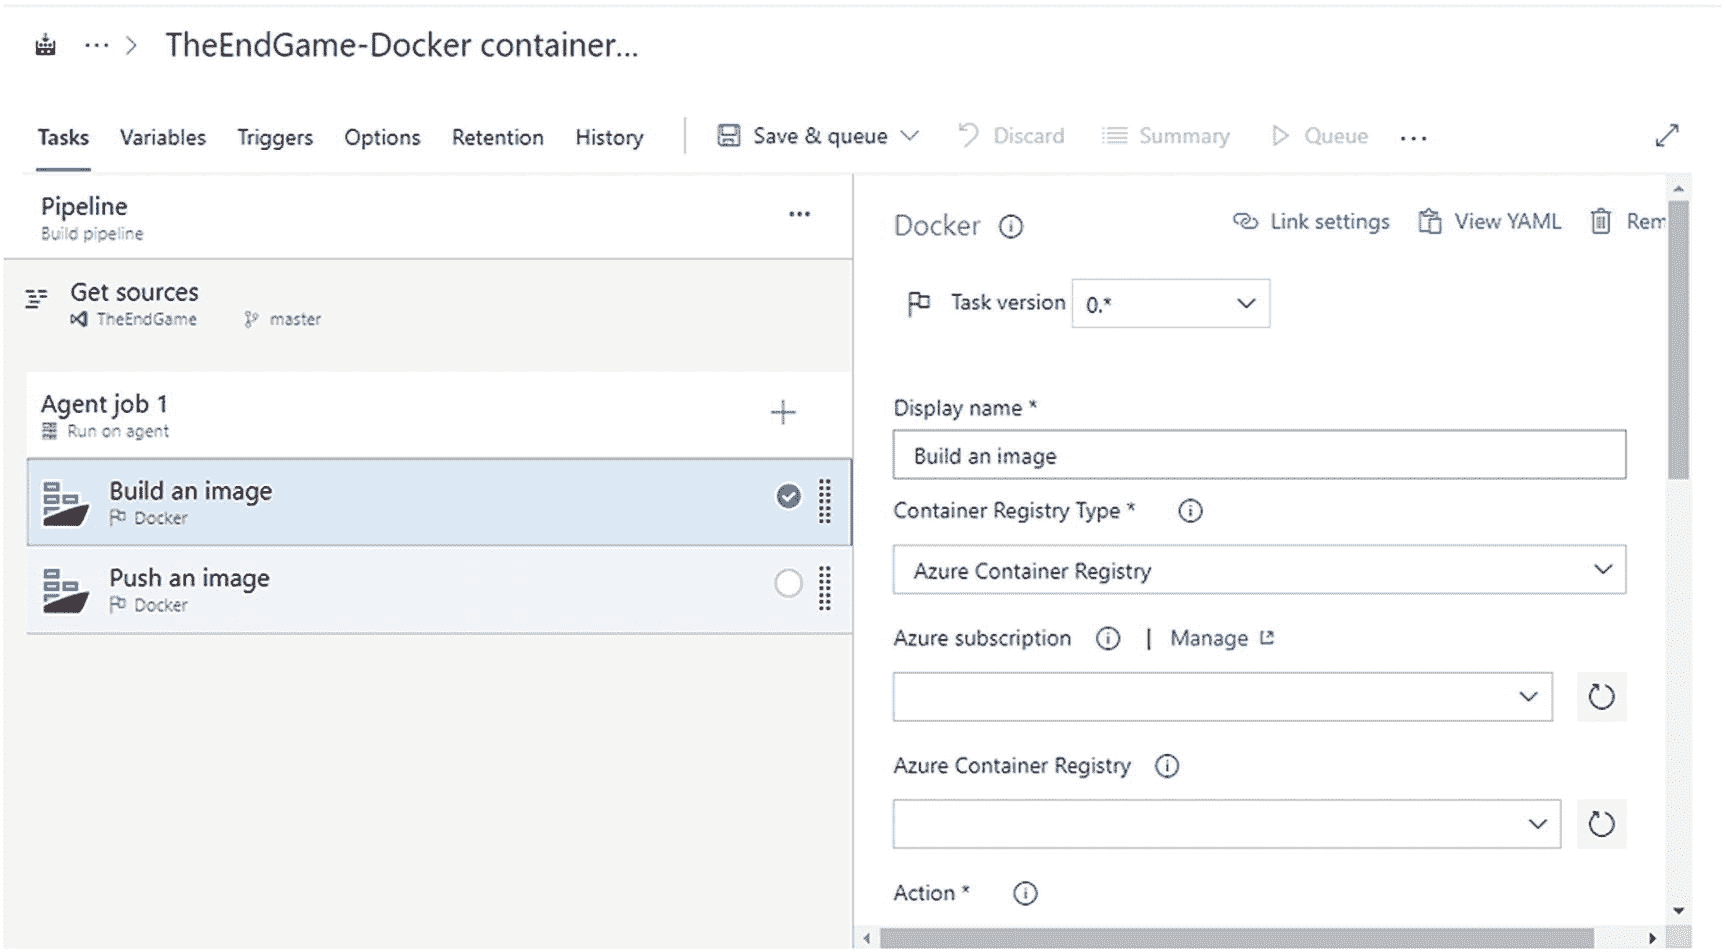 ... > TheEndGame-Docker container...
Tasks Variables Triggers Options Retention History Save & queue Discard Summary Queue ...
Pipeline ...
Build pipeline
Get sources
TheEndGame master
Agent job 1
Run on agent
Build an image
Docker
Push an image
Docker
Docker Link settings View YAML Rem
Task version 0.*
Display name *
Build an image
Container Registry Type *
Azure Container Registry
Azure subscription | Manage
Azure Container Registry
Action *